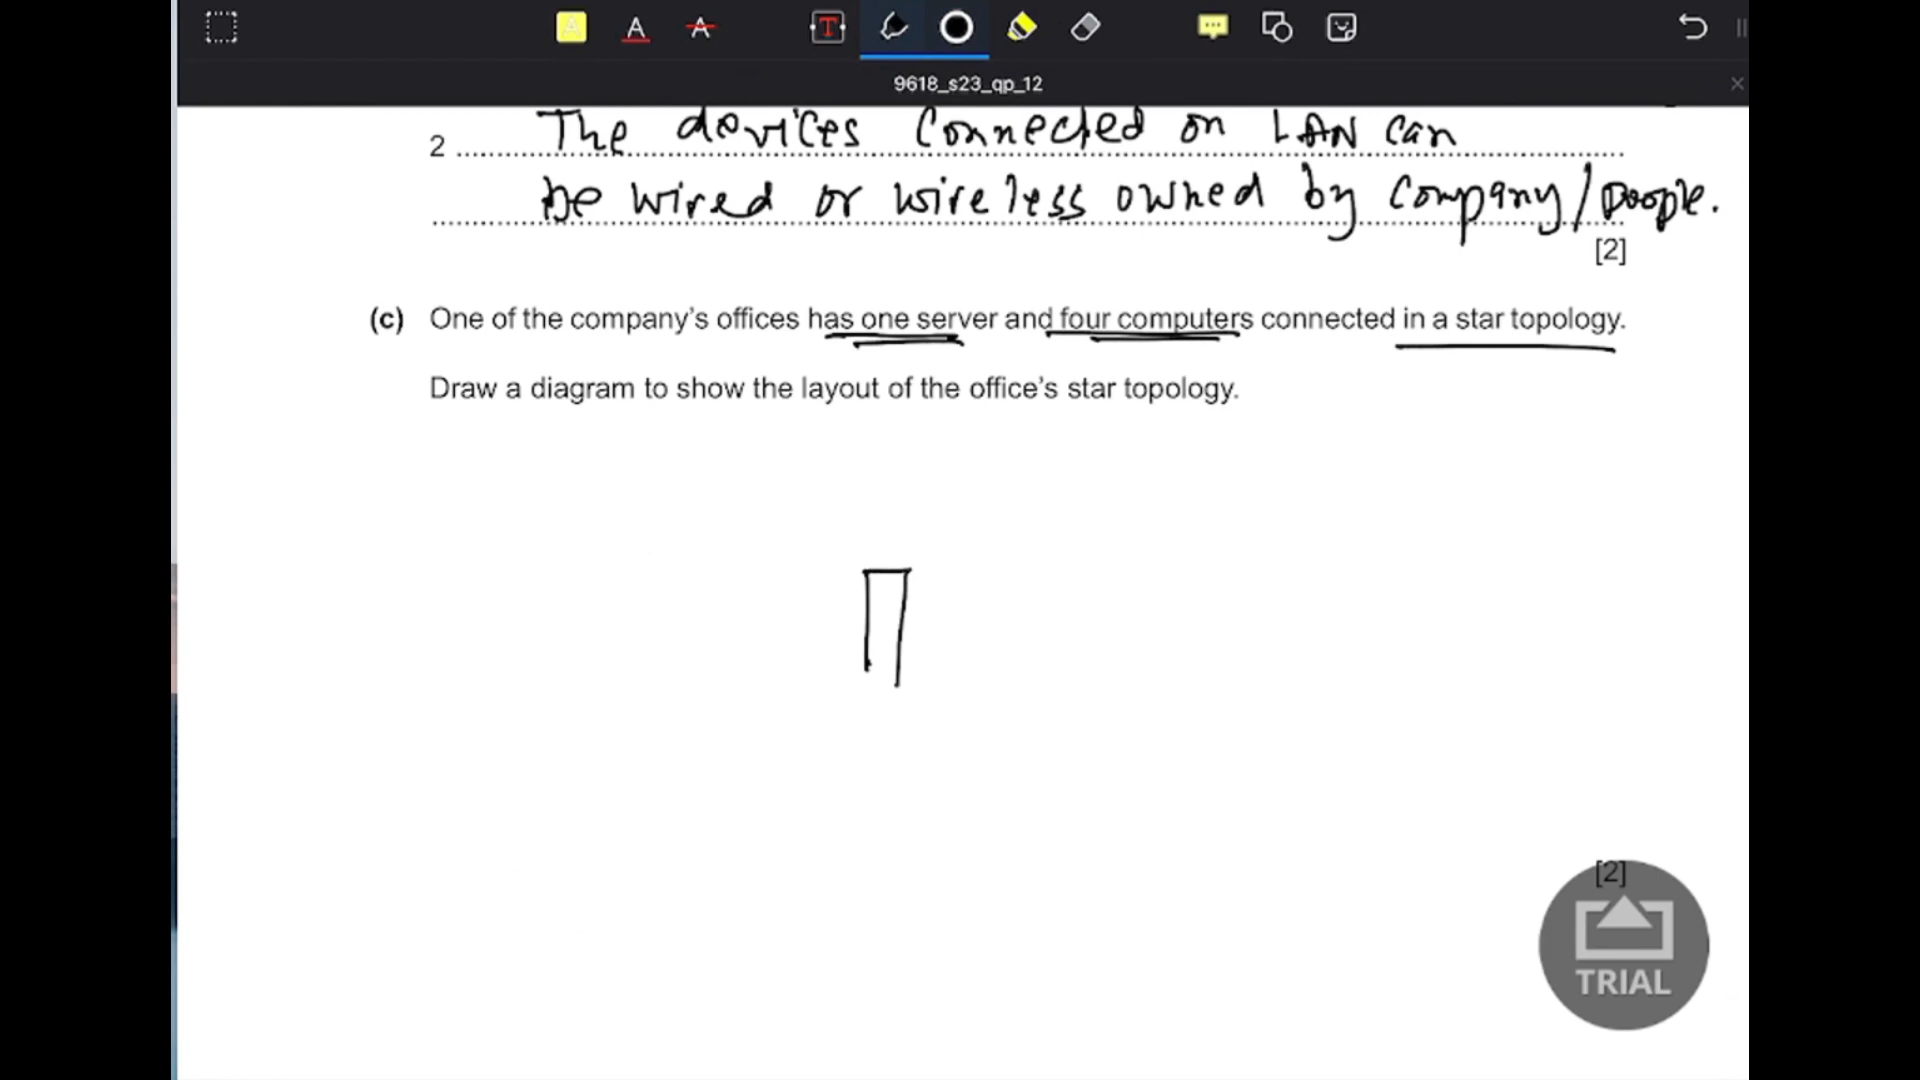 9618_s23_qp_12
2 The devices Connected on LAN can
be wired or wireless owned by Company/People.
[2]
(c) One of the company's offices has one server and four computers connected in a star topology.
Draw a diagram to show the layout of the office's star topology.
[2]
TRIAL